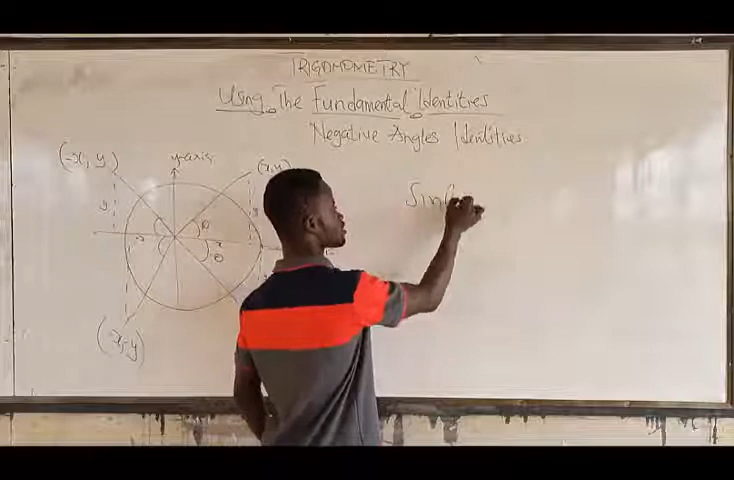 TRIGONOMETRY
Using The Fundamental Identities
Negative Angles Identities
(-x, y)
y-axis
(x, y)
Sin(
y
y
θ
-x
θ
(-x, -y)